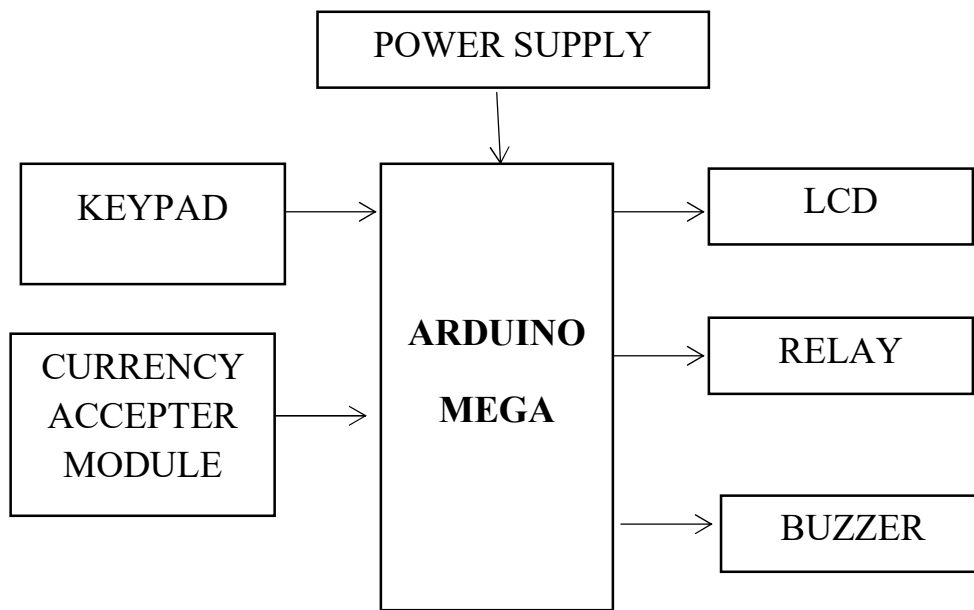 POWER SUPPLY
KEYPAD
LCD
ARDUINO
MEGA
CURRENCY
ACCEPTER
MODULE
RELAY
BUZZER